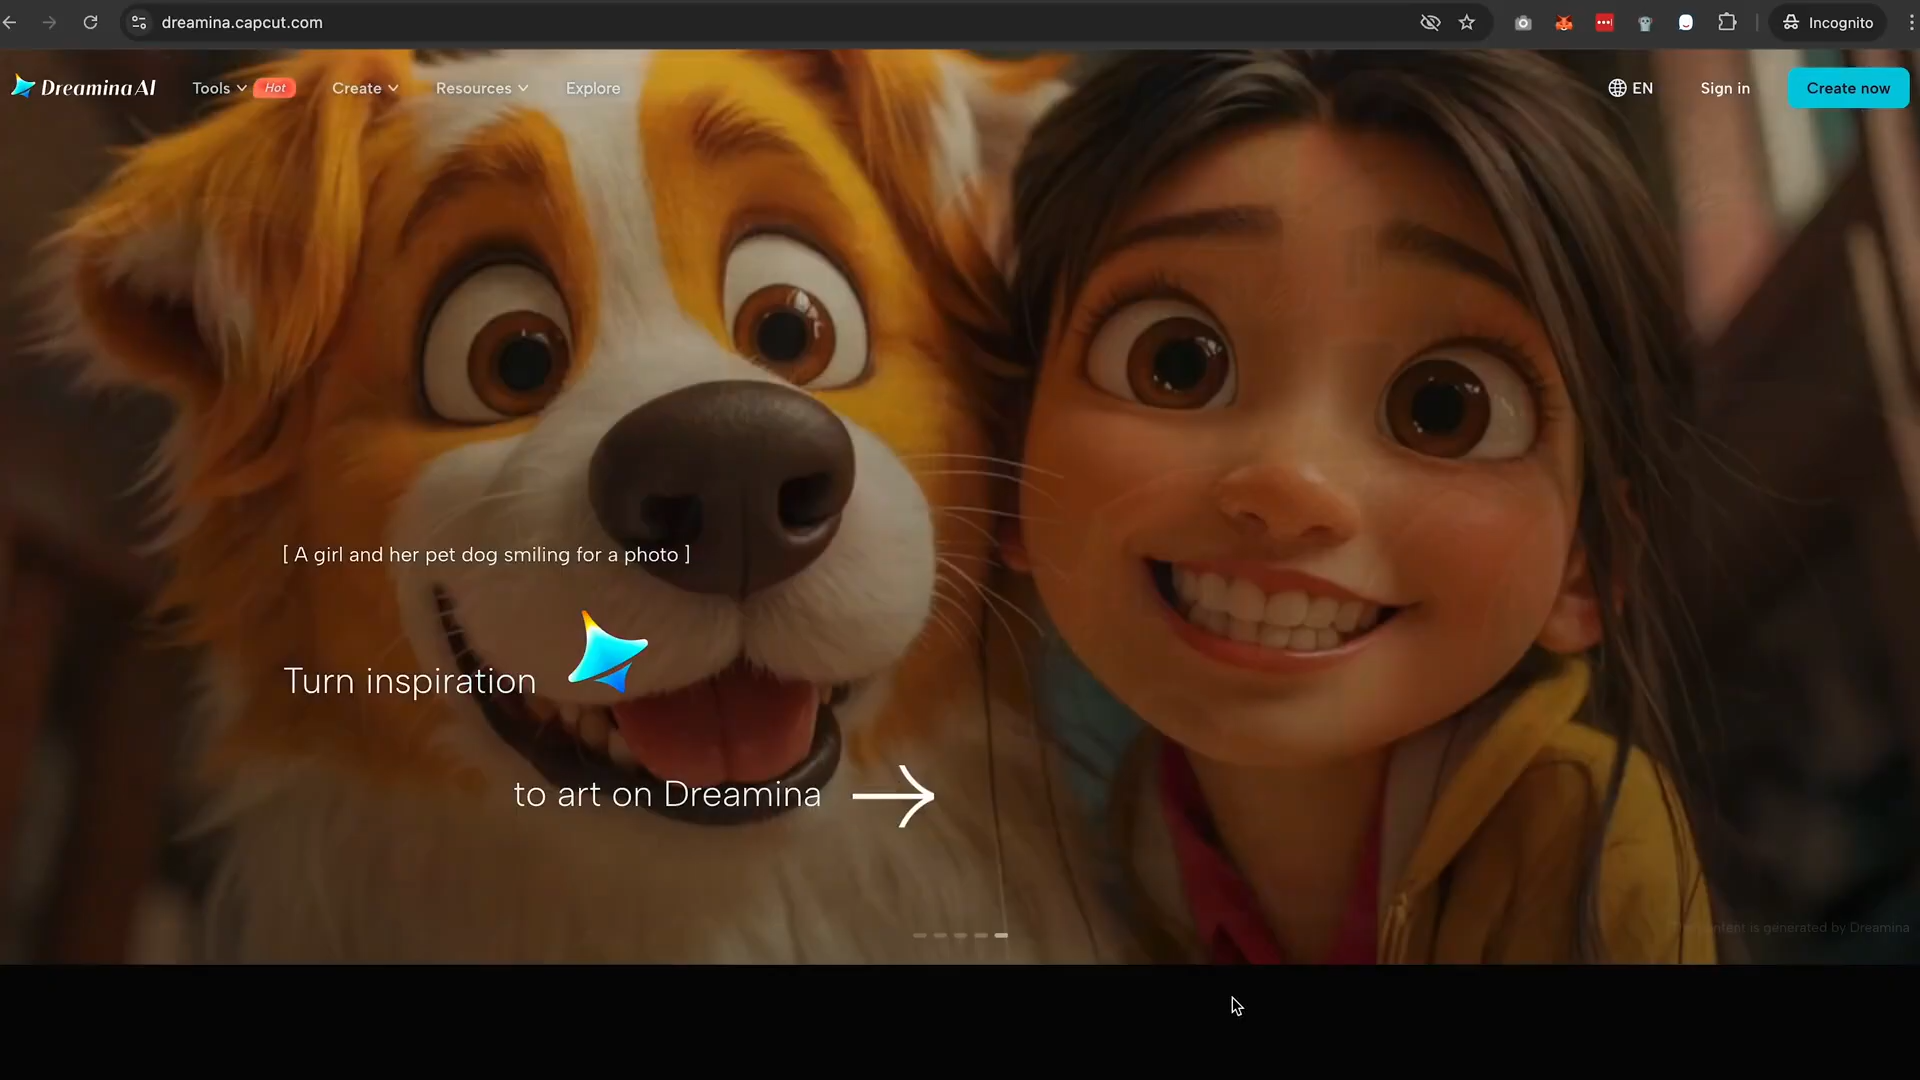 dreamina.capcut.com
Incognito
Dreamina AI
Tools
Hot
Create
Resources
Explore
EN
Sign in
Create now
[ A girl and her pet dog smiling for a photo ]
Turn inspiration
to art on Dreamina
content is generated by Dreamina